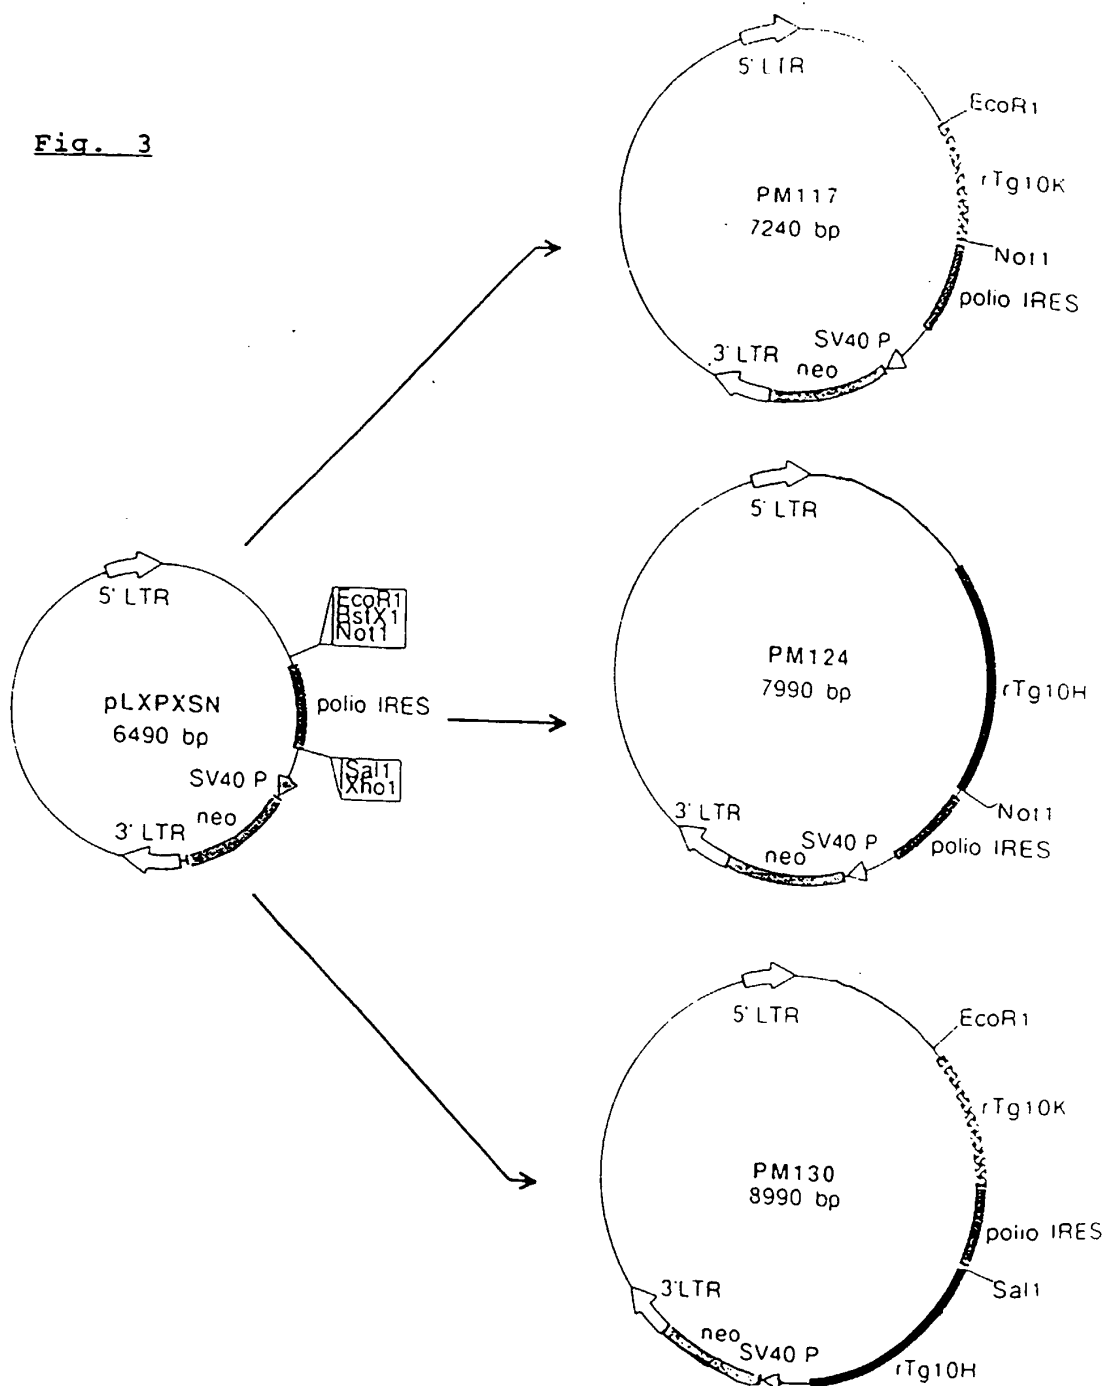 Fig. 3
5' LTR
EcoR1
rTg10K
PM117
7240 bp
Not1
polio IRES
SV40 P
3' LTR
neo
5' LTR
PM124
7990 bp
rTg10H
Not1
polio IRES
SV40 P
3' LTR
neo
5' LTR
EcoR1
BstX1
Not1
pLXPXSN
6490 bp
polio IRES
Sal1
Xho1
SV40 P
neo
3' LTR
5' LTR
EcoR1
rTg10K
PM130
8990 bp
polio IRES
Sal1
3'LTR
neo
SV40 P
rTg10H